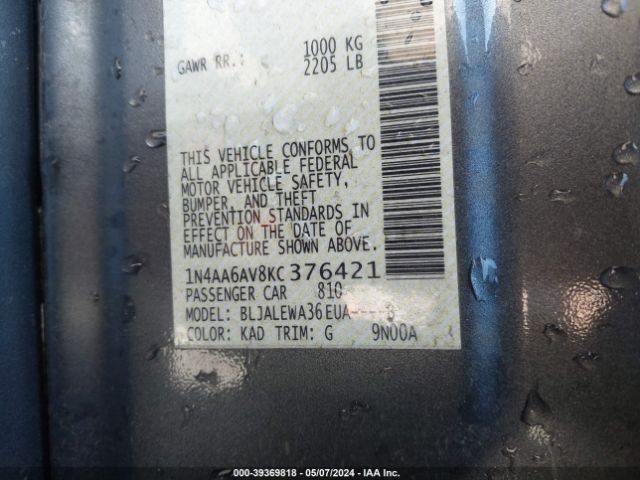 1000 KG
GAWR RR.: 2205 LB
THIS VEHICLE CONFORMS TO
ALL APPLICABLE FEDERAL
MOTOR VEHICLE SAFETY,
BUMPER, AND THEFT
PREVENTION STANDARDS IN
EFFECT ON THE DATE OF
MANUFACTURE SHOWN ABOVE.
1N4AA6AV8KC376421
PASSENGER CAR 810
MODEL: BLJALEWA36EUA----B
COLOR: KAD TRIM: G 9N00A
000-39369818 - 05/07/2024 - IAA Inc.